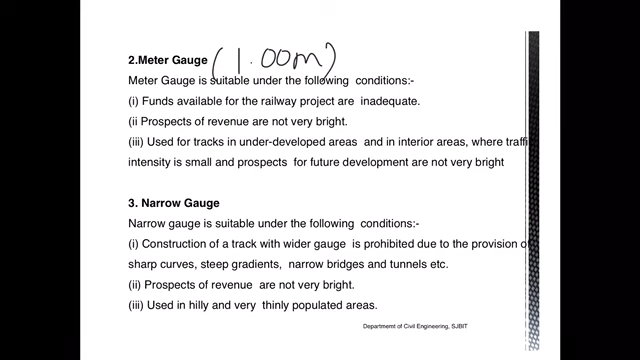 2.Meter Gauge (1.00m)
Meter Gauge is suitable under the following conditions:-
(i) Funds available for the railway project are inadequate.
(ii Prospects of revenue are not very bright.
(iii) Used for tracks in under-developed areas and in interior areas, where traffi
intensity is small and prospects for future development are not very bright
3. Narrow Gauge
Narrow gauge is suitable under the following conditions:-
(i) Construction of a track with wider gauge is prohibited due to the provision of
sharp curves, steep gradients, narrow bridges and tunnels etc.
(ii) Prospects of revenue are not very bright.
(iii) Used in hilly and very thinly populated areas.
Departmemt of Civil Engineering, SJBIT